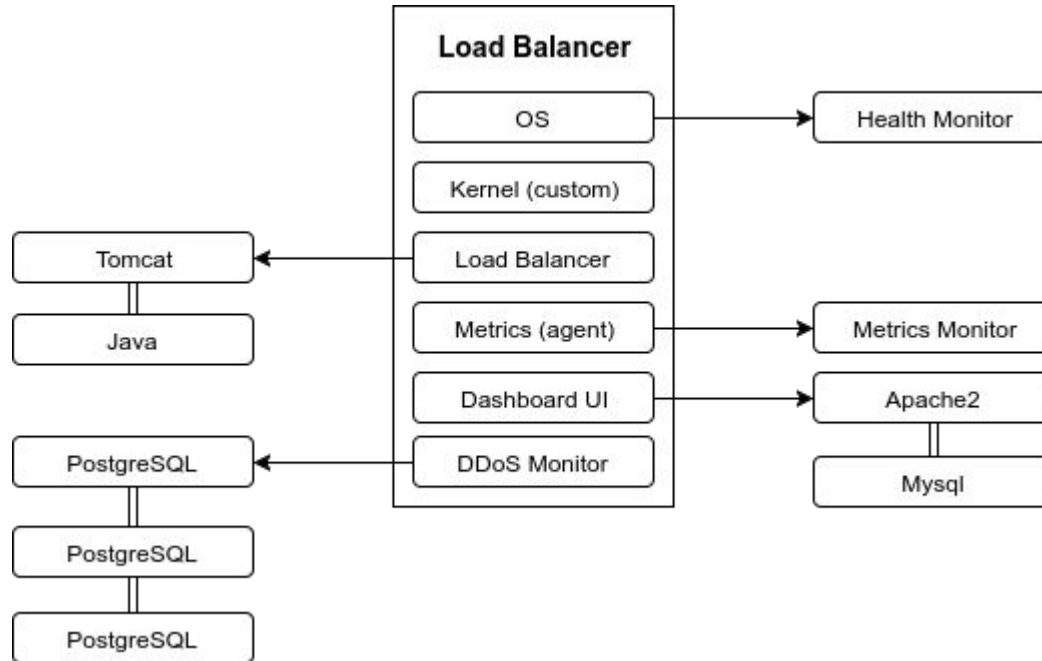 Load Balancer
OS
Health Monitor
Kernel (custom)
Tomcat
Load Balancer
Java
Metrics (agent)
Metrics Monitor
Dashboard UI
Apache2
PostgreSQL
DDoS Monitor
Mysql
PostgreSQL
PostgreSQL